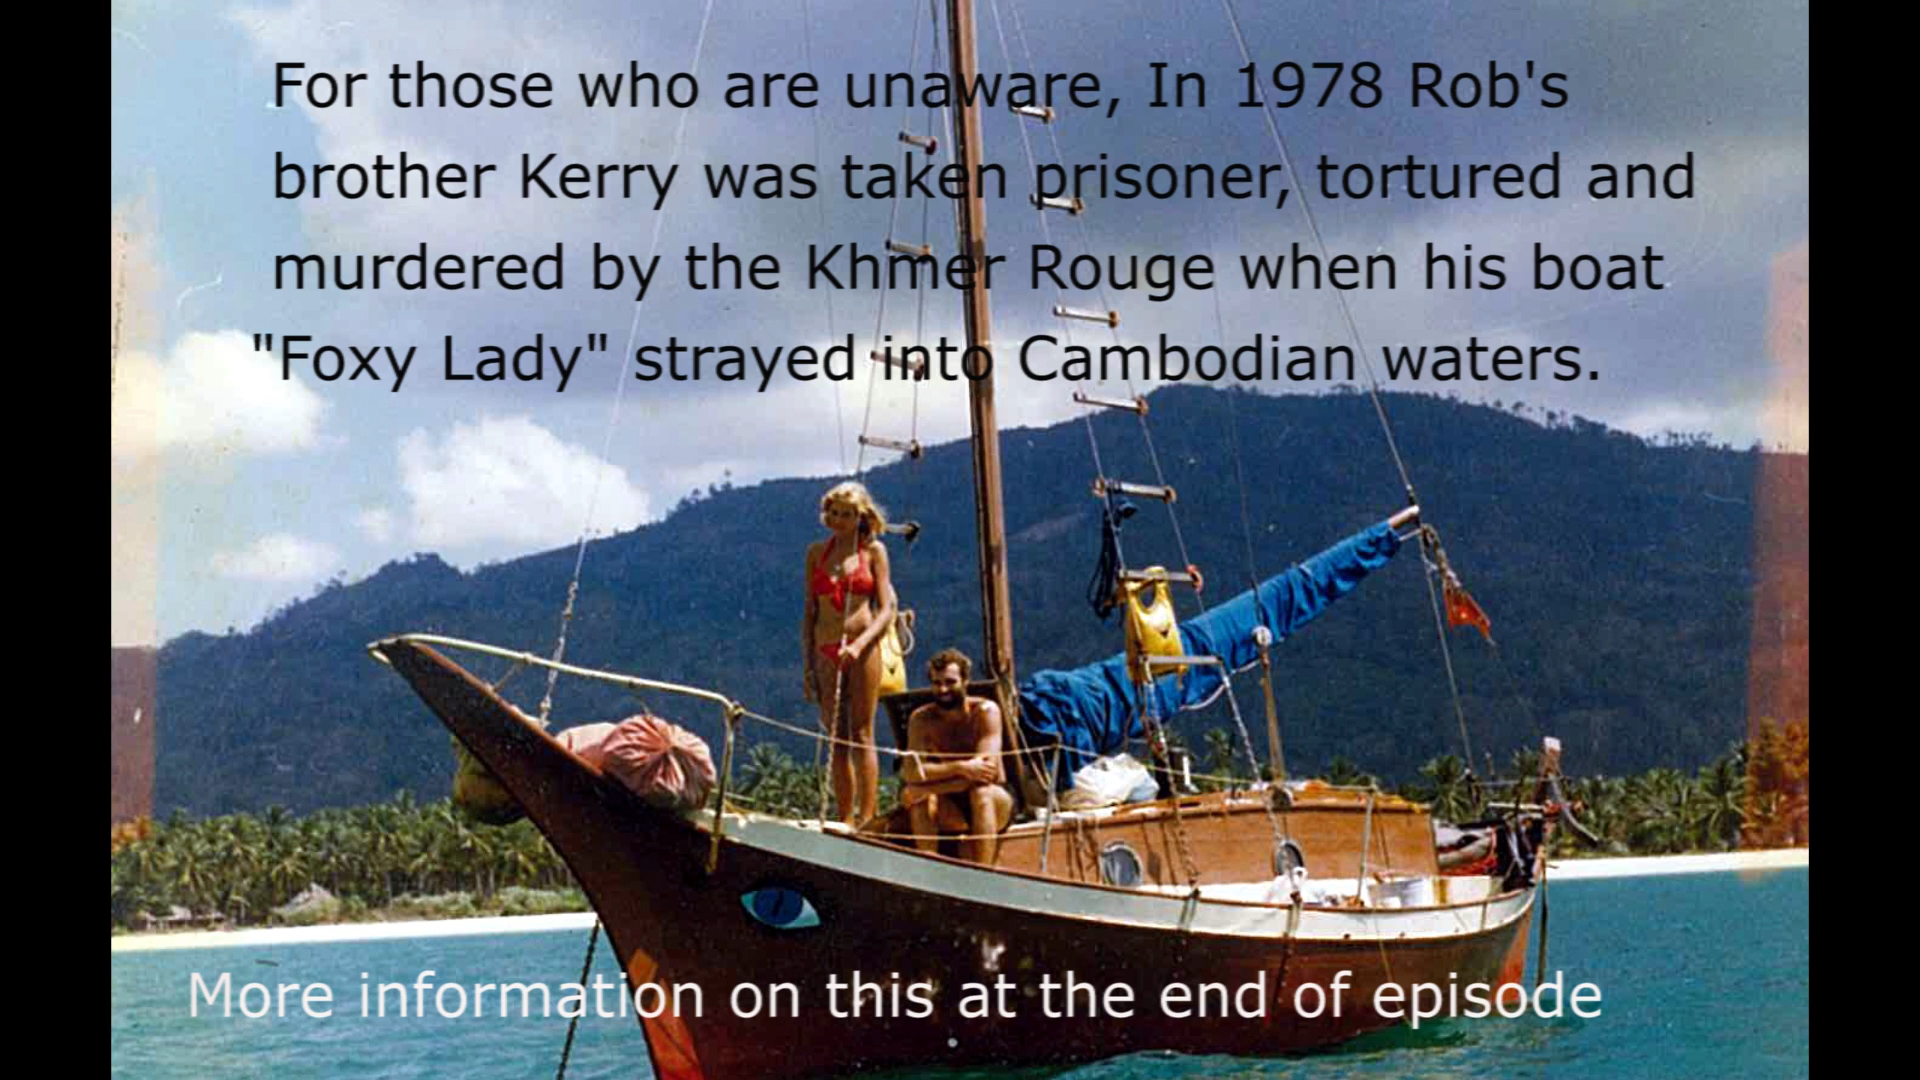 For those who are unaware, In 1978 Rob's
brother Kerry was taken prisoner, tortured and
murdered by the Khmer Rouge when his boat
"Foxy Lady" strayed into Cambodian waters.
More information on this at the end of episode